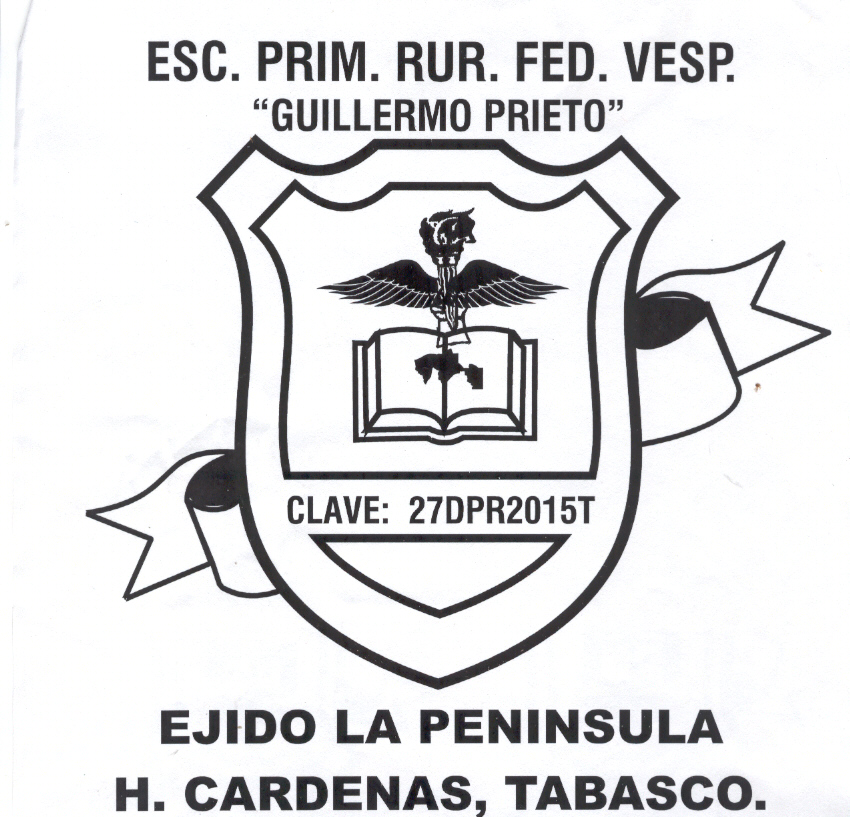 ESC. PRIM. RUR. FED. VESP.
“GUILLERMO PRIETO”
CLAVE: 27DPR2015T
EJIDO LA PENINSULA
H. CARDENAS, TABASCO.